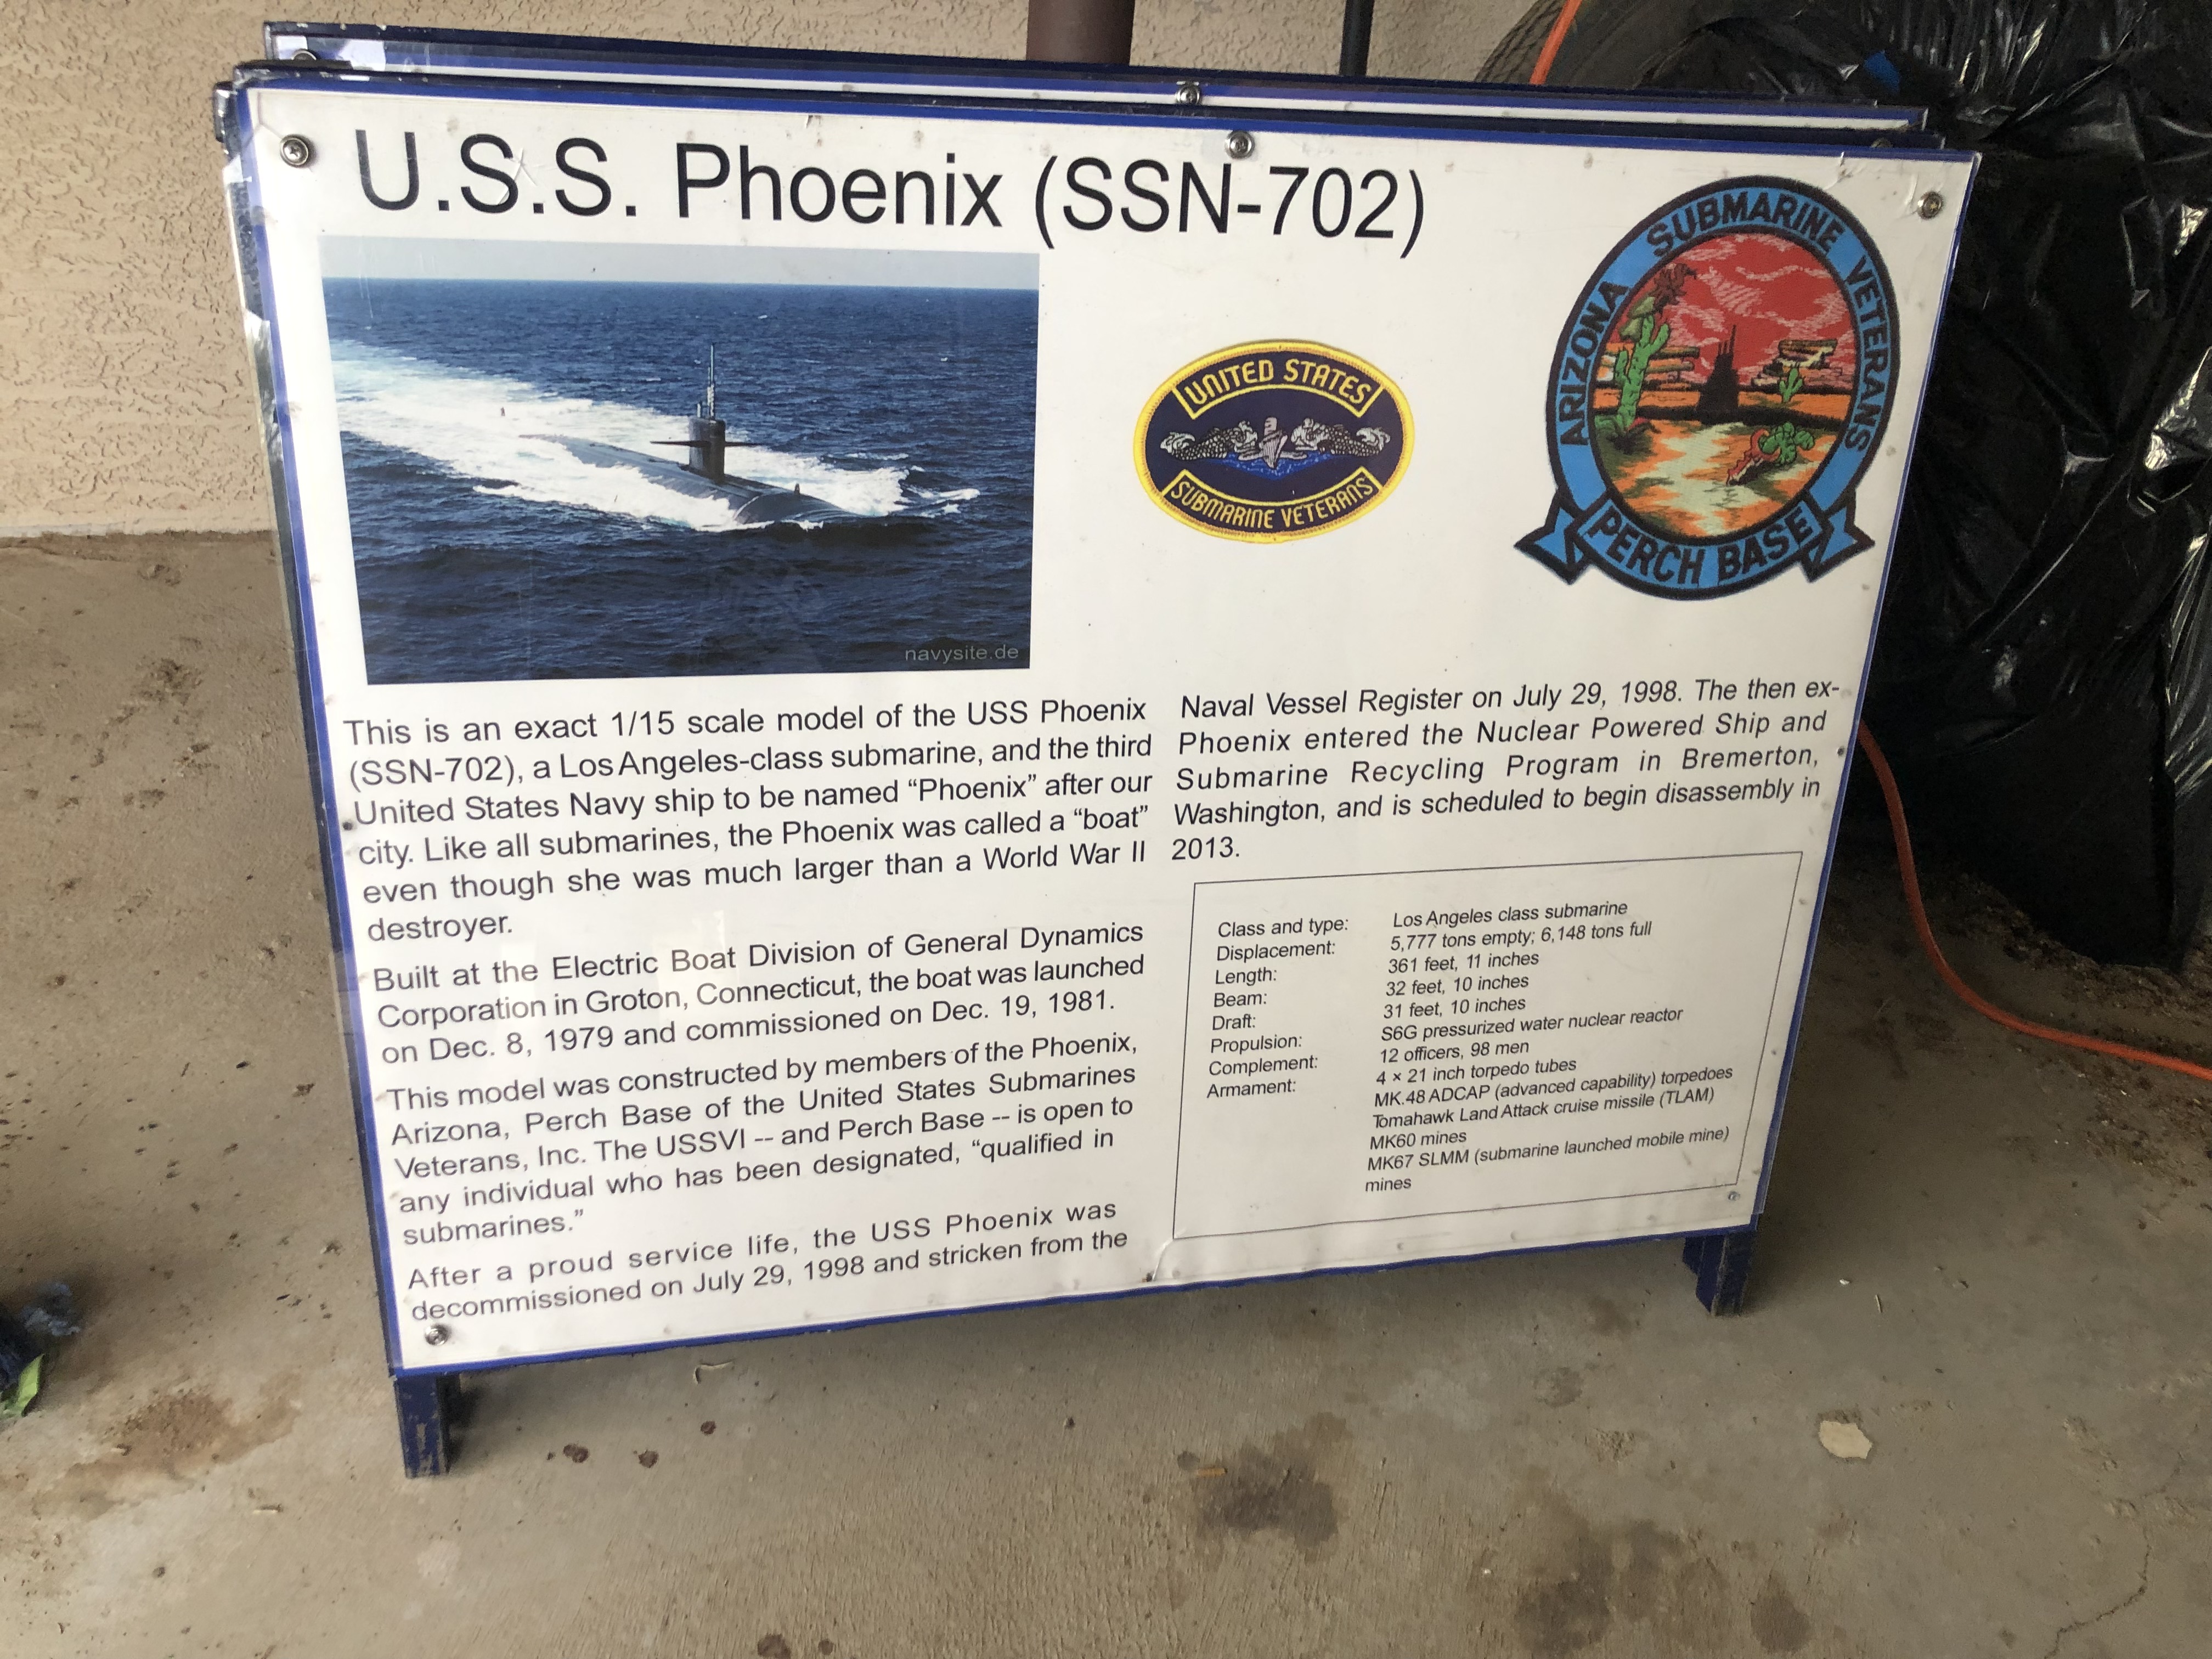 U.S.S. Phoenix (SSN-702)
navysite.de
UNITED STATES
SUBMARINE VETERANS
ARIZONA SUBMARINE VETERANS
PERCH BASE
This is an exact 1/15 scale model of the USS Phoenix
(SSN-702), a Los Angeles-class submarine, and the third
United States Navy ship to be named “Phoenix” after our
city. Like all submarines, the Phoenix was called a “boat”
even though she was much larger than a World War II
destroyer.
Built at the Electric Boat Division of General Dynamics
Corporation in Groton, Connecticut, the boat was launched
on Dec. 8, 1979 and commissioned on Dec. 19, 1981.
This model was constructed by members of the Phoenix,
Arizona, Perch Base of the United States Submarines
Veterans, Inc. The USSVI -- and Perch Base -- is open to
any individual who has been designated, “qualified in
submarines.”
After a proud service life, the USS Phoenix was
decommissioned on July 29, 1998 and stricken from the
Naval Vessel Register on July 29, 1998. The then ex-
Phoenix entered the Nuclear Powered Ship and
Submarine Recycling Program in Bremerton,
Washington, and is scheduled to begin disassembly in
2013.
Class and type: Los Angeles class submarine
Displacement: 5,777 tons empty; 6,148 tons full
Length: 361 feet, 11 inches
Beam: 32 feet, 10 inches
Draft: 31 feet, 10 inches
Propulsion: S6G pressurized water nuclear reactor
Complement: 12 officers, 98 men
Armament: 4 × 21 inch torpedo tubes
MK.48 ADCAP (advanced capability) torpedoes
Tomahawk Land Attack cruise missile (TLAM)
MK60 mines
MK67 SLMM (submarine launched mobile mine)
mines